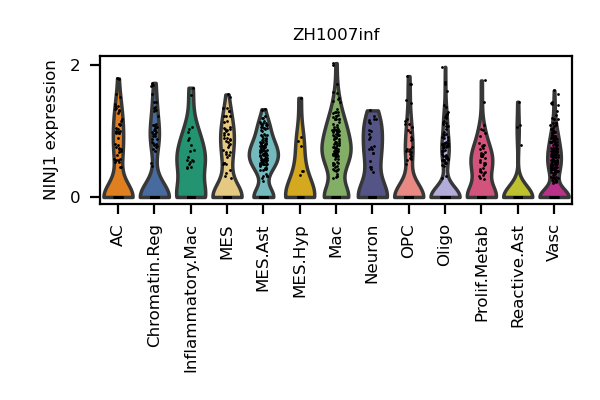 ZH1007inf
NINJ1 expression
2
0
AC
Chromatin.Reg
Inflammatory.Mac
MES
MES.Ast
MES.Hyp
Mac
Neuron
OPC
Oligo
Prolif.Metab
Reactive.Ast
Vasc